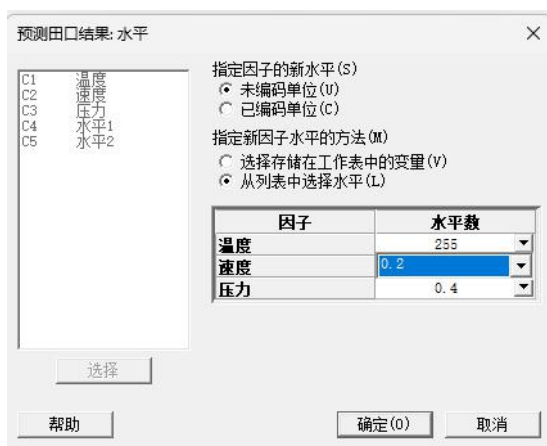 预测田口结果: 水平
C1 温度
C2 速度
C3 压力
C4 水平1
C5 水平2
选择
帮助
指定因子的新水平(S)
未编码单位(U)
已编码单位(C)
指定新因子水平的方法(M)
选择存储在工作表中的变量(V)
从列表中选择水平(L)
因子 水平数
温度 255
速度 0.2
压力 0.4
确定(O) 取消